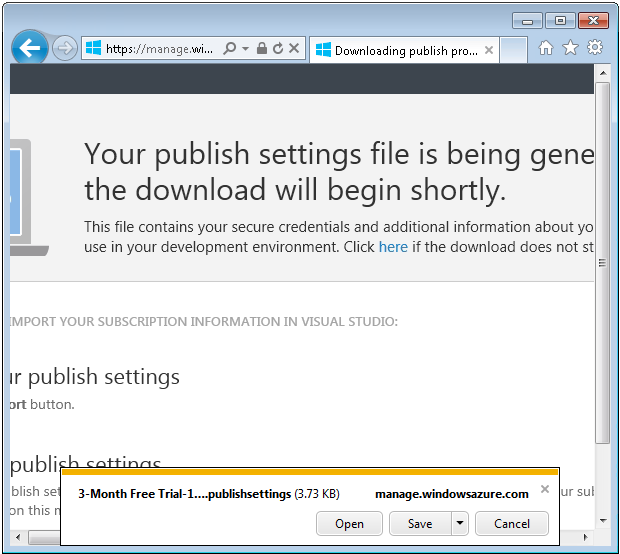 https://manage.wi...
Downloading publish pro...
Your publish settings file is being gene
the download will begin shortly.
This file contains your secure credentials and additional information about yo
use in your development environment. Click here if the download does not st
IMPORT YOUR SUBSCRIPTION INFORMATION IN VISUAL STUDIO:
ur publish settings
ort button.
publish settings
blish set
ur sub
on this m
3-Month Free Trial-1....publishsettings (3.73 KB) manage.windowsazure.com
Open Save Cancel